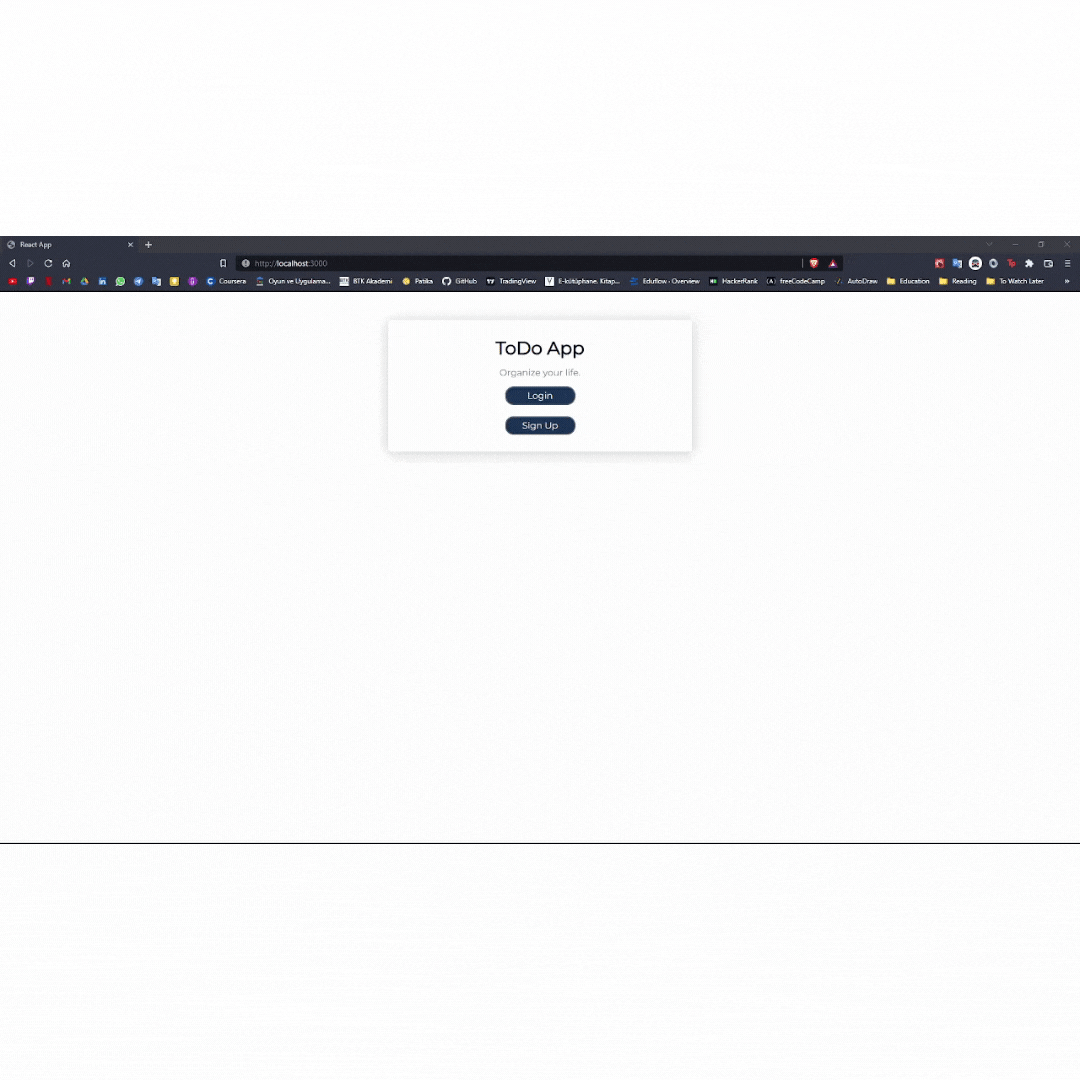 React App
http://localhost:3000
Coursera Oyun ve Uygulama... BTK Akademi Patika GitHub TradingView E-kütüphane. Kitap... Eduflow - Overview HackerRank freeCodeCamp AutoDraw Education Reading To Watch Later »
ToDo App
Organize your life.
Login
Sign Up